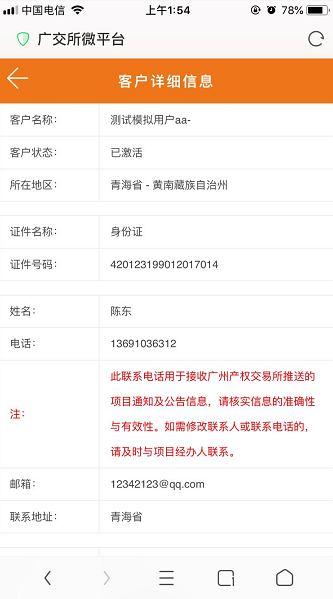 中国电信 上午1:54 78%
广交所微平台
客户详细信息
客户名称: 测试模拟用户aa-
客户状态: 已激活
所在地区: 青海省 - 黄南藏族自治州
证件名称: 身份证
证件号码: 420123199012017014
姓名: 陈东
电话: 13691036312
此联系电话用于接收广州产权交易所推送的
项目通知及公告信息，请核实信息的准确性
注: 与有效性。如需修改联系人或联系电话的，
请及时与项目经办人联系。
邮箱: 12342123@qq.com
联系地址: 青海省